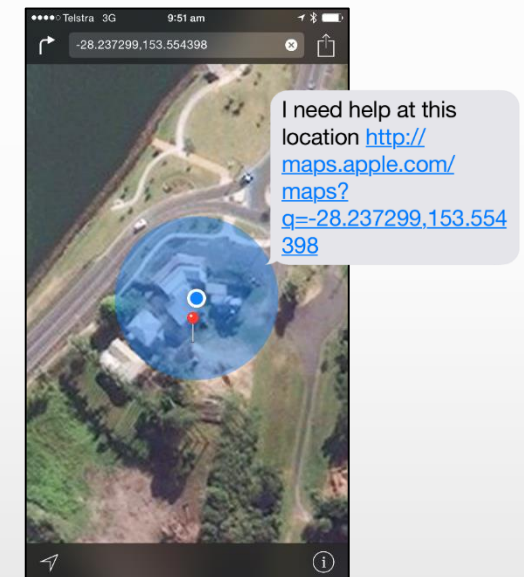 Telstra 3G 9:51 am
-28.237299,153.554398
I need help at this
location http://
maps.apple.com/
maps?
q=-28.237299,153.554
398